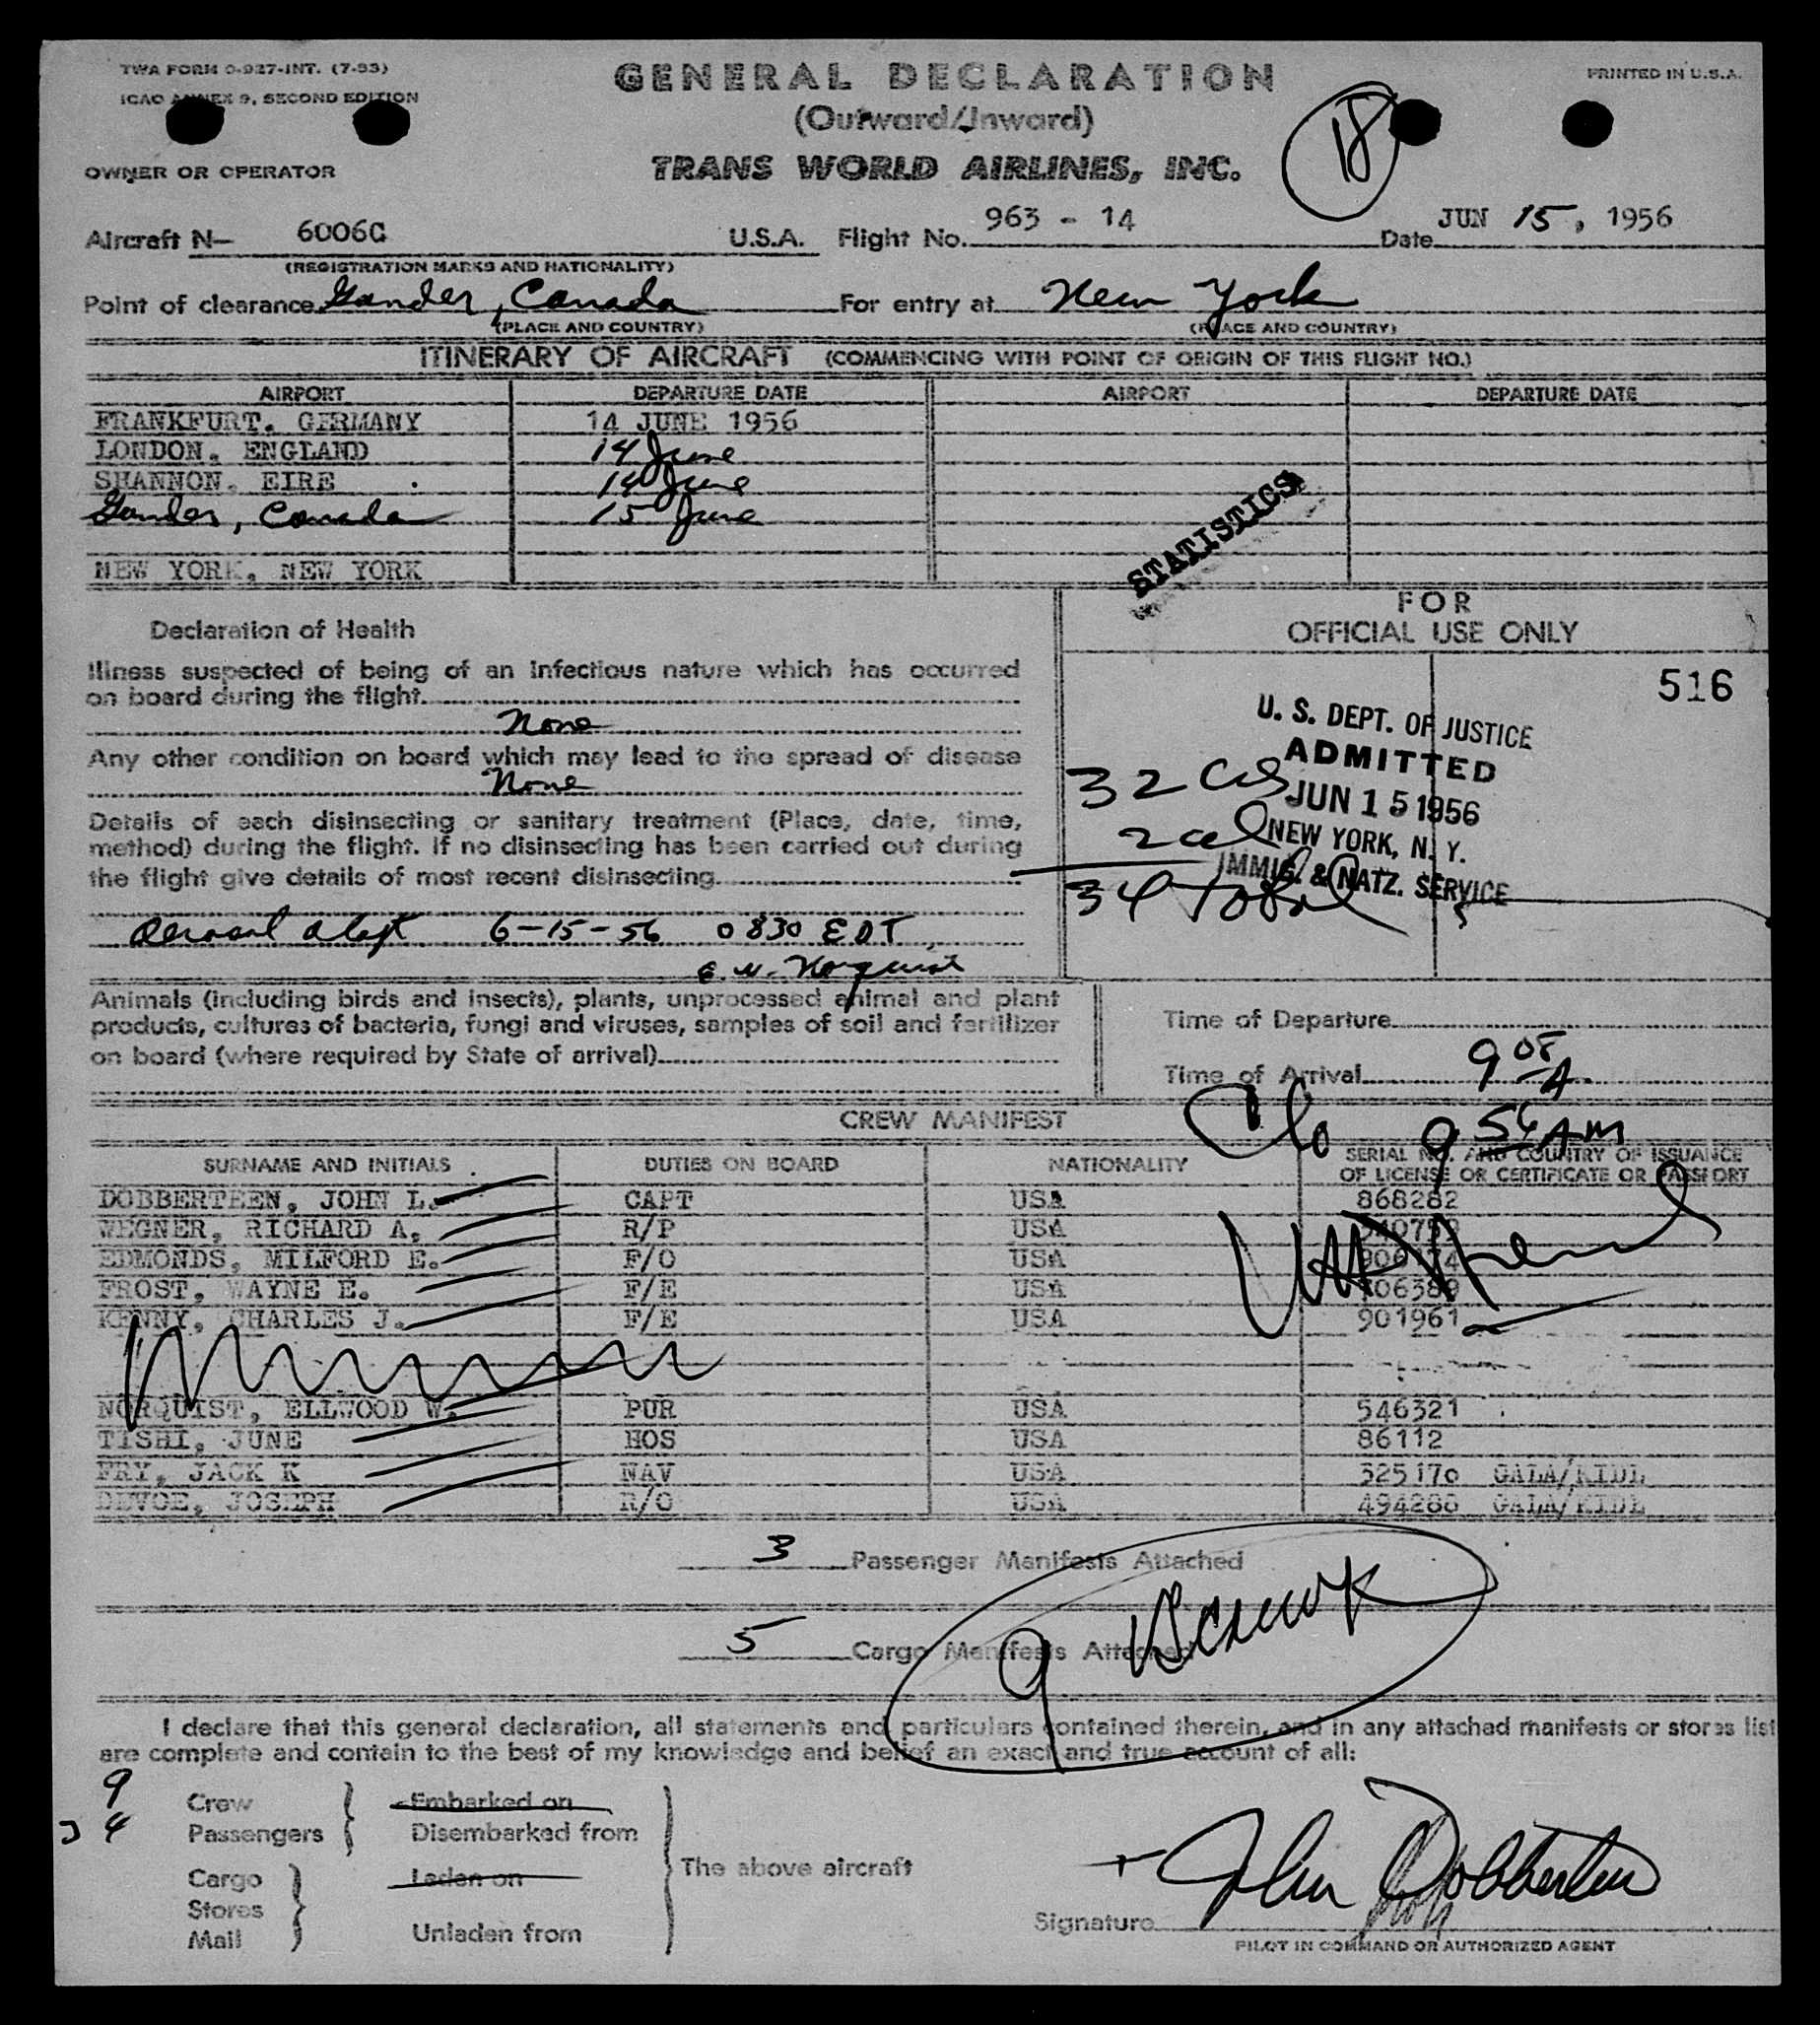 TWA FORM O-927-INT. (7-53)
ICAO ANNEX 9, SECOND EDITION
PRINTED IN U.S.A.
GENERAL DECLARATION
(Outward/Inward)
18
OWNER OR OPERATOR
TRANS WORLD AIRLINES, INC.
Aircraft N- 6006C U.S.A. Flight No. 963 - 14 Date JUN 15, 1956
(REGISTRATION MARKS AND NATIONALITY)
Point of clearance Gander, Canada For entry at New York
(PLACE AND COUNTRY) (PLACE AND COUNTRY)
ITINERARY OF AIRCRAFT (COMMENCING WITH POINT OF ORIGIN OF THIS FLIGHT NO.)
AIRPORT DEPARTURE DATE AIRPORT DEPARTURE DATE
FRANKFURT. GERMANY 14 JUNE 1956
LONDON, ENGLAND 14 June
SHANNON, EIRE 14 June
Gander, Canada 15 June
NEW YORK, NEW YORK
STATISTICS
Declaration of Health
Illness suspected of being of an infectious nature which has occurred
on board during the flight
None
Any other condition on board which may lead to the spread of disease
None
Details of each disinsecting or sanitary treatment (Place, date, time,
method) during the flight. If no disinsecting has been carried out during
the flight give details of most recent disinsecting
Aerosol 6-15-56 0830 EDT,
E W. Norquist
FOR
OFFICIAL USE ONLY
516
U. S. DEPT. OF JUSTICE
ADMITTED
JUN 15 1956
NEW YORK, N. Y.
IMMIG. & NATZ. SERVICE
32
2
34 Total
Animals (including birds and insects), plants, unprocessed animal and plant
products, cultures of bacteria, fungi and viruses, samples of soil and fertilizer
on board (where required by State of arrival)
Time of Departure
Time of Arrival 9 05 A
9 56 AM
CREW MANIFEST
SURNAME AND INITIALS DUTIES ON BOARD NATIONALITY SERIAL NO. AND COUNTRY OF ISSUANCE
OF LICENSE OR CERTIFICATE OR PASSPORT
DOBBERTEEN, JOHN L. CAPT USA 868282
WEGNER, RICHARD A. R/P USA
EDMONDS, MILFORD E. F/O USA
FROST, WAYNE E. F/E USA
KENNY, CHARLES J. F/E USA 901961
NORQUIST, ELLWOOD W. PUR USA 546321
TISHI, JUNE HOS USA 86112
FRY, JACK K NAV USA 325170 GALA/KIDL
DEVOE, JOSEPH R/O USA 494288 GALA/KIDL
3 Passenger Manifests Attached
5 Cargo Manifests Attached
9
I declare that this general declaration, all statements and particulars contained therein, and in any attached manifests or stores list
are complete and contain to the best of my knowledge and belief an exact and true account of all:
9 Crew Embarked on
34 Passengers Disembarked from
The above aircraft
Cargo Laden on
Stores
Mail Unladen from
Signature John Dobberteen
PILOT IN COMMAND OR AUTHORIZED AGENT